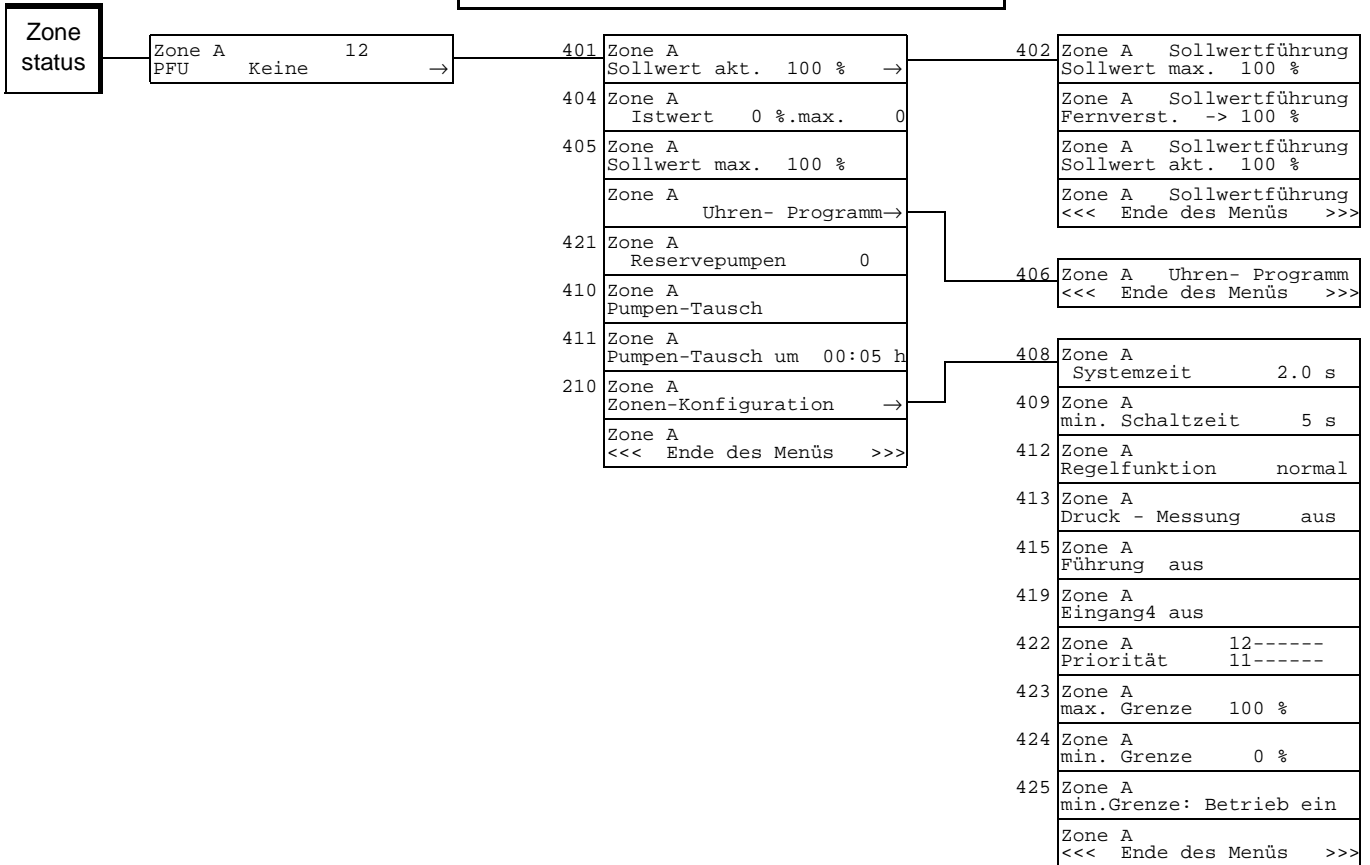 Zone
status
Zone A 12
PFU Keine →
401 Zone A
Sollwert akt. 100 % →
404 Zone A
Istwert 0 %.max. 0
405 Zone A
Sollwert max. 100 %
Zone A
Uhren- Programm→
421 Zone A
Reservepumpen 0
410 Zone A
Pumpen-Tausch
411 Zone A
Pumpen-Tausch um 00:05 h
210 Zone A
Zonen-Konfiguration →
Zone A
<<< Ende des Menüs >>>
402 Zone A Sollwertführung
Sollwert max. 100 %
Zone A Sollwertführung
Fernverst. -> 100 %
Zone A Sollwertführung
Sollwert akt. 100 %
Zone A Sollwertführung
<<< Ende des Menüs >>>
406 Zone A Uhren- Programm
<<< Ende des Menüs >>>
408 Zone A
Systemzeit 2.0 s
409 Zone A
min. Schaltzeit 5 s
412 Zone A
Regelfunktion normal
413 Zone A
Druck - Messung aus
415 Zone A
Führung aus
419 Zone A
Eingang4 aus
422 Zone A 12------
Priorität 11------
423 Zone A
max. Grenze 100 %
424 Zone A
min. Grenze 0 %
425 Zone A
min.Grenze: Betrieb ein
Zone A
<<< Ende des Menüs >>>